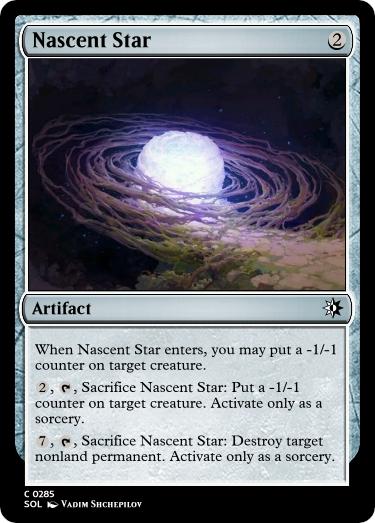 Nascent Star 2
Artifact
When Nascent Star enters, you may put a -1/-1
counter on target creature.
2, , Sacrifice Nascent Star: Put a -1/-1
counter on target creature. Activate only as a
sorcery.
7, , Sacrifice Nascent Star: Destroy target
nonland permanent. Activate only as a sorcery.
C 0285
SOL Vadim Shchepilov